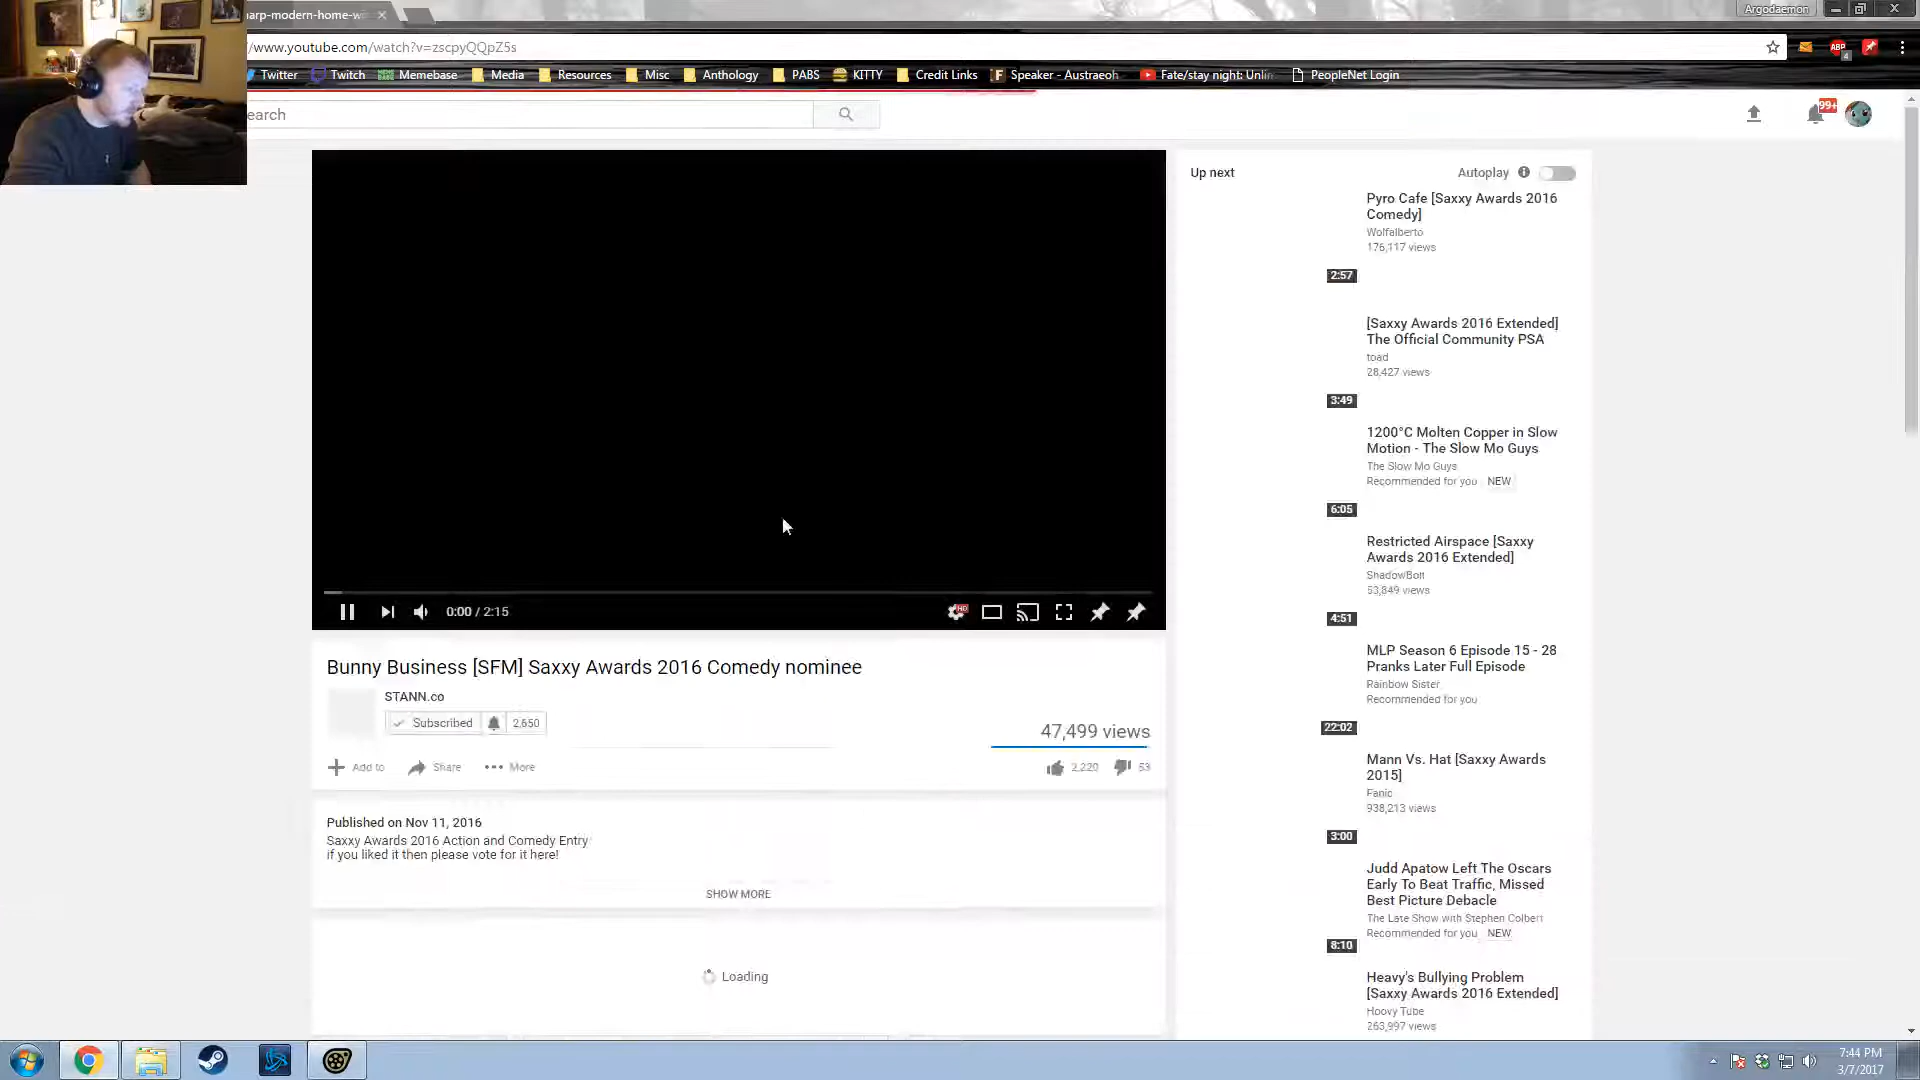 arp-modern-home-w
Argodaemon
/www.youtube.com/watch?v=zscpyQQpZ5s
ABP
4
Twitter
Twitch
Memebase
Media
Resources
Misc
Anthology
PABS
KITTY
Credit Links
F Speaker - Austraeoh
Fate/stay night: Unlin
PeopleNet Login
earch
99+
Up next
Autoplay
Pyro Cafe [Saxxy Awards 2016
Comedy]
Wolfalberto
176,117 views
2:57
[Saxxy Awards 2016 Extended]
The Official Community PSA
toad
28,427 views
3:49
1200°C Molten Copper in Slow
Motion - The Slow Mo Guys
The Slow Mo Guys
Recommended for you NEW
6:05
Restricted Airspace [Saxxy
Awards 2016 Extended]
ShadowBolt
53,849 views
4:51
MLP Season 6 Episode 15 - 28
Pranks Later Full Episode
Rainbow Sister
Recommended for you
22:02
Mann Vs. Hat [Saxxy Awards
2015]
Fanic
938,213 views
3:00
Judd Apatow Left The Oscars
Early To Beat Traffic, Missed
Best Picture Debacle
The Late Show with Stephen Colbert
Recommended for you NEW
8:10
Heavy's Bullying Problem
[Saxxy Awards 2016 Extended]
Hoovy Tube
263,997 views
0:00 / 2:15
HD
Bunny Business [SFM] Saxxy Awards 2016 Comedy nominee
STANN.co
Subscribed 2,650
47,499 views
Add to Share More
2,220 53
Published on Nov 11, 2016
Saxxy Awards 2016 Action and Comedy Entry
if you liked it then please vote for it here!
SHOW MORE
Loading
7:44 PM
3/7/2017